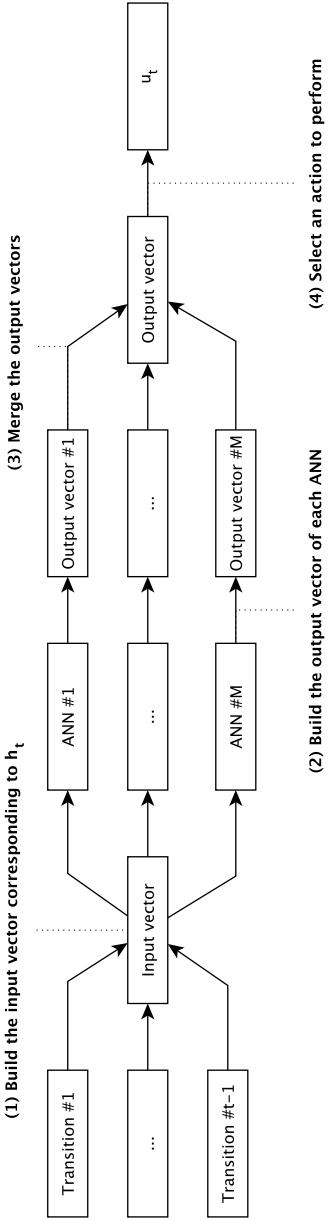 (1) Build the input vector corresponding to ht
(3) Merge the output vectors
Transition #1
...
Transition #t-1
Input vector
ANN #1
...
ANN #M
Output vector #1
...
Output vector #M
Output vector
ut
(2) Build the output vector of each ANN
(4) Select an action to perform